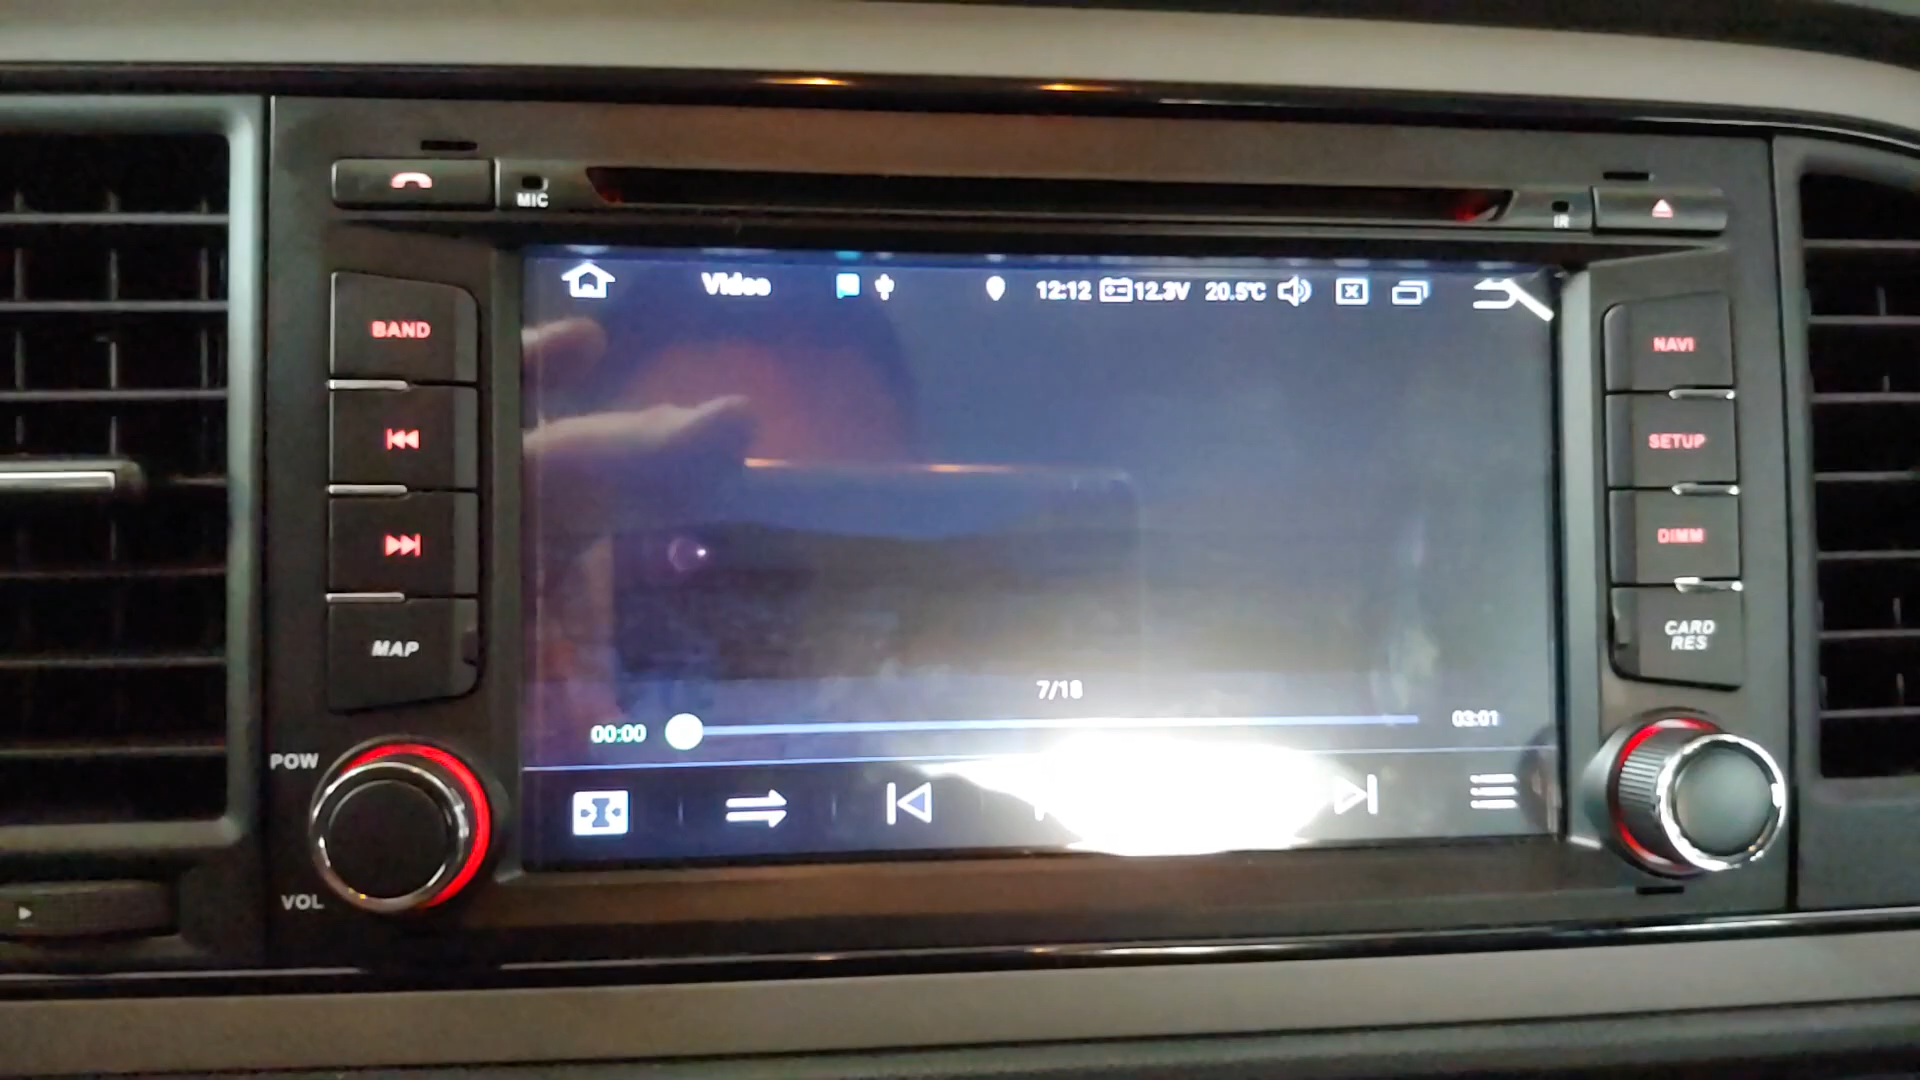 MIC
IR
Video
12:12 12.3V 20.5°C
BAND
NAVI
SETUP
DIMM
MAP
CARD
RES
7/18
00:00
03:01
POW
VOL